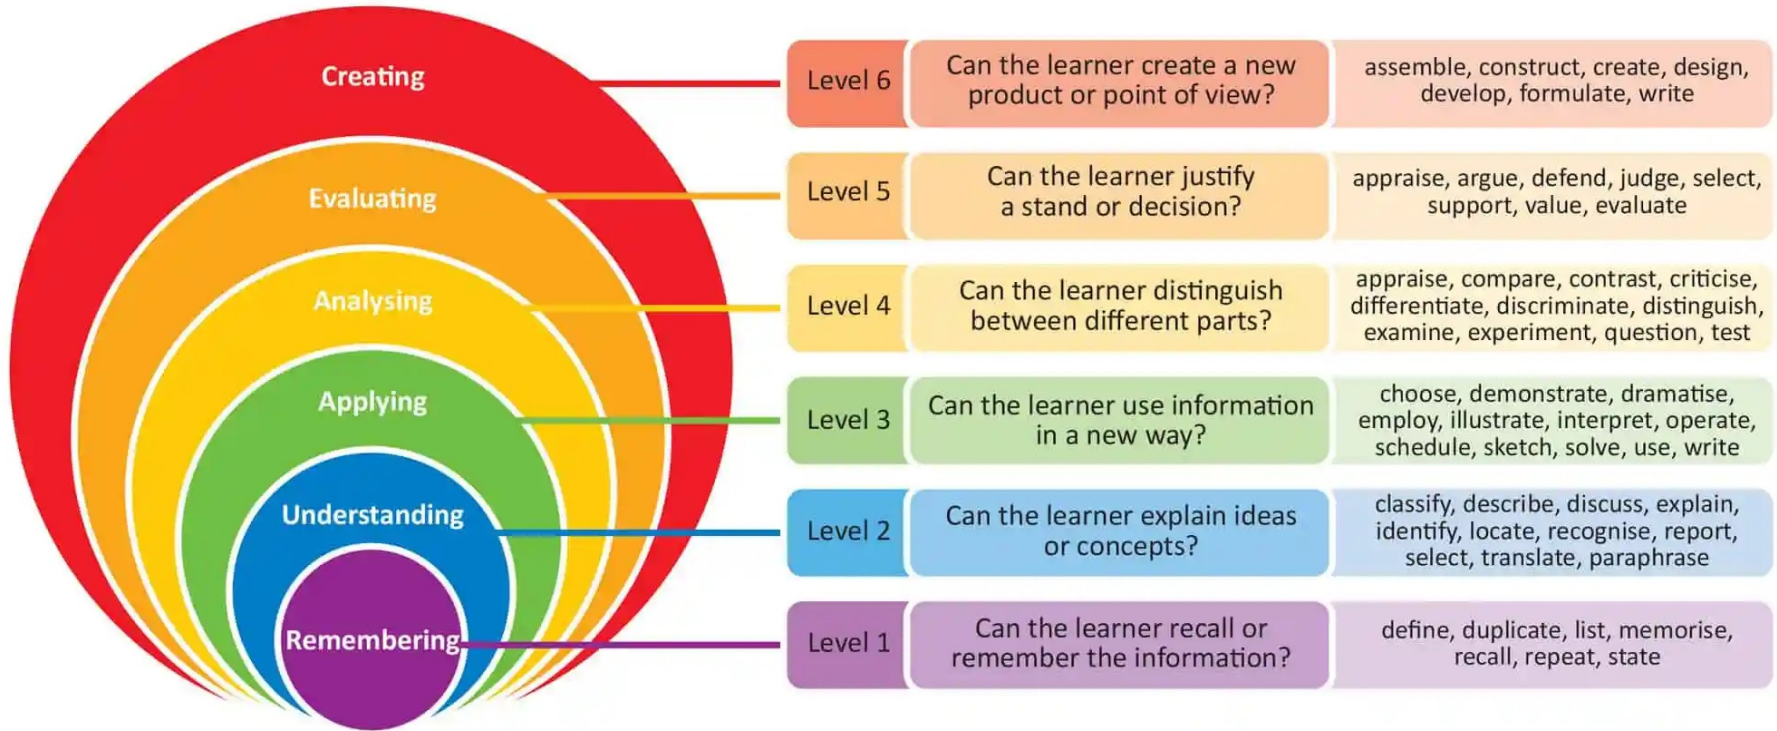 Creating
Level 6
Can the learner create a new
product or point of view?
assemble, construct, create, design,
develop, formulate, write
Evaluating
Level 5
Can the learner justify
a stand or decision?
appraise, argue, defend, judge, select,
support, value, evaluate
Analysing
Level 4
Can the learner distinguish
between different parts?
appraise, compare, contrast, criticise,
differentiate, discriminate, distinguish,
examine, experiment, question, test
Applying
Level 3
Can the learner use information
in a new way?
choose, demonstrate, dramatise,
employ, illustrate, interpret, operate,
schedule, sketch, solve, use, write
Understanding
Level 2
Can the learner explain ideas
or concepts?
classify, describe, discuss, explain,
identify, locate, recognise, report,
select, translate, paraphrase
Remembering
Level 1
Can the learner recall or
remember the information?
define, duplicate, list, memorise,
recall, repeat, state